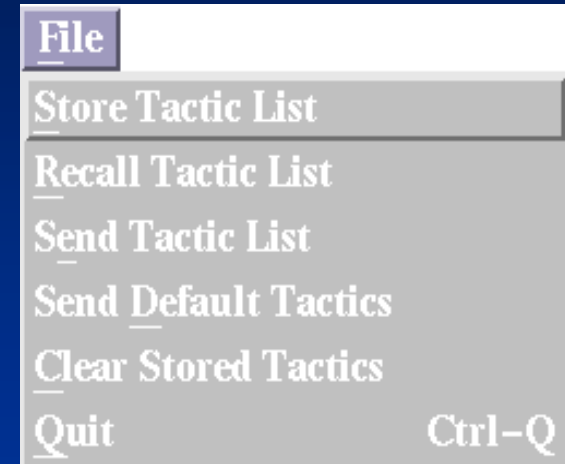 File
Store Tactic List
Recall Tactic List
Send Tactic List
Send Default Tactics
Clear Stored Tactics
Quit Ctrl-Q